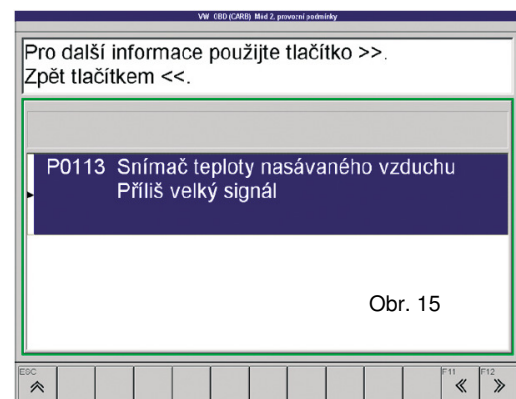 VW OBD (CARB) Mód 2, provozní podmínky
Pro další informace použijte tlačítko >>.
Zpět tlačítkem <<.
P0113 Snímač teploty nasávaného vzduchu
Příliš velký signál
Obr. 15
ESC F11 F12
« »